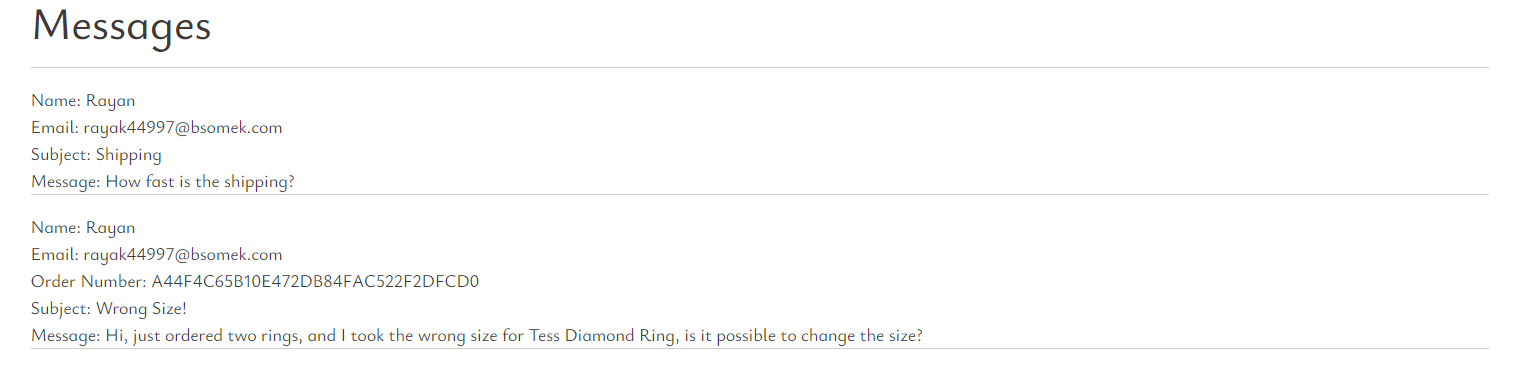 Messages
Name: Rayan
Email: rayak44997@bsomek.com
Subject: Shipping
Message: How fast is the shipping?
Name: Rayan
Email: rayak44997@bsomek.com
Order Number: A44F4C65B10E472DB84FAC522F2DFCD0
Subject: Wrong Size!
Message: Hi, just ordered two rings, and I took the wrong size for Tess Diamond Ring, is it possible to change the size?